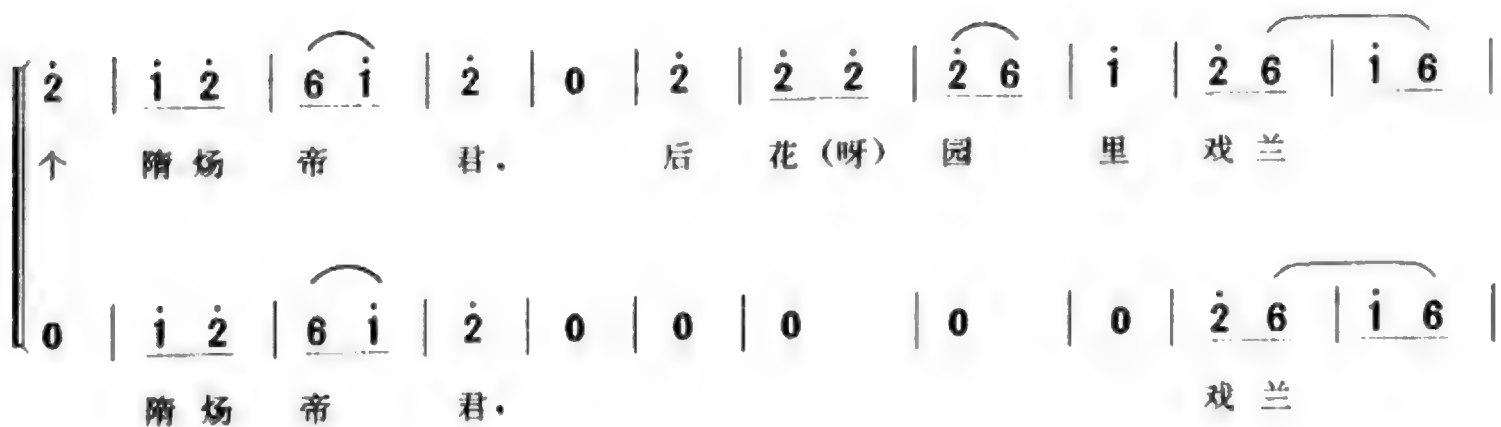 2̇ | 1̇ 2̇ | 6 1̇ | 2̇ | 0 | 2̇ | 2̇ 2̇ | 2̇ 6 | 1̇ | 2̇ 6 | 1̇ 6 |
个 隋 炀 帝 君. 后 花 (呀) 园 里 戏 兰
0 | 1̇ 2̇ | 6 1̇ | 2̇ | 0 | 0 | 0 | 0 | 0 | 2̇ 6 | 1̇ 6 |
隋 炀 帝 君. 戏 兰